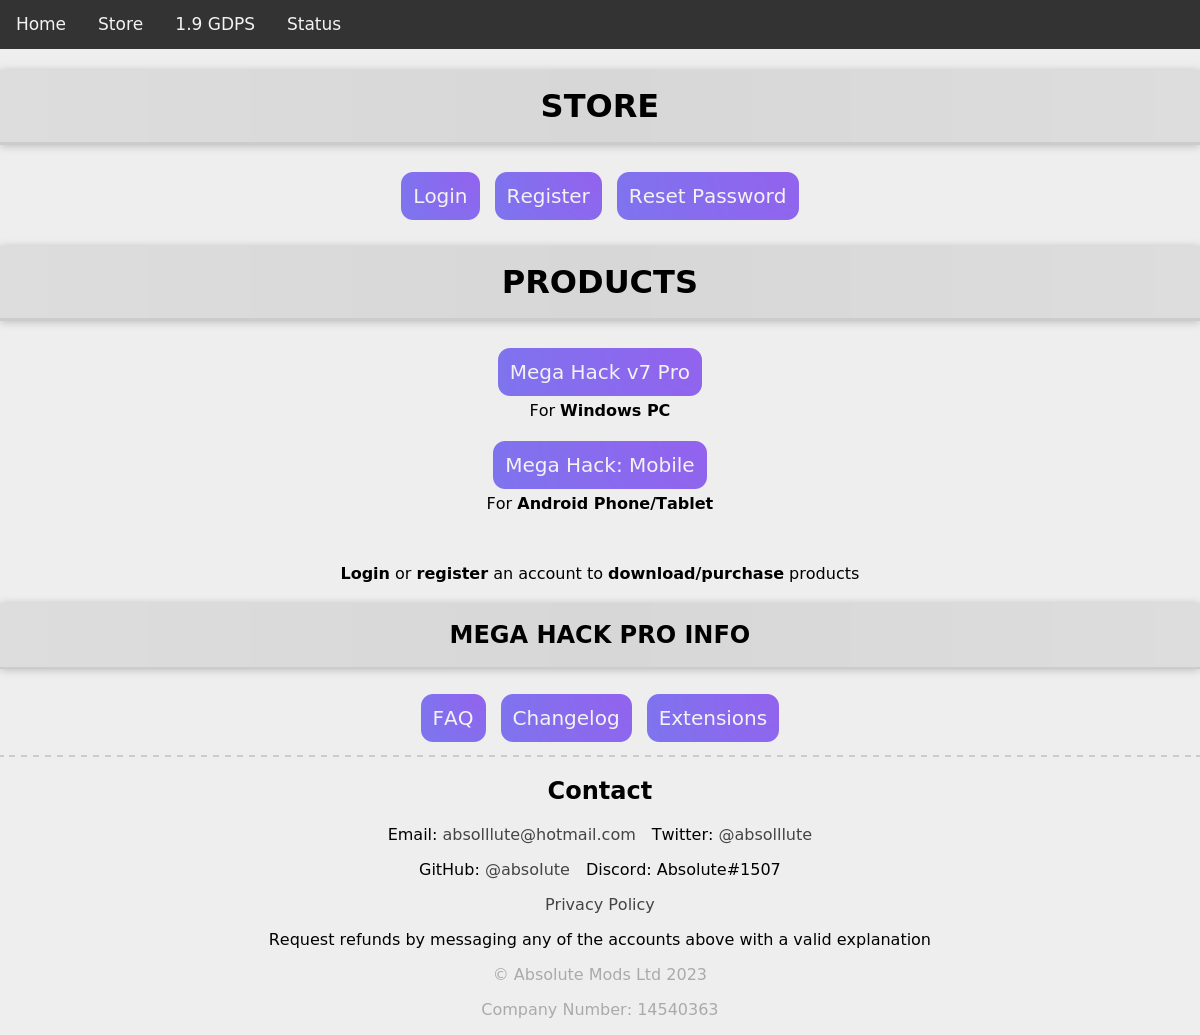 Home Store 1.9 GDPS Status
STORE
Login Register Reset Password
PRODUCTS
Mega Hack v7 Pro
For Windows PC
Mega Hack: Mobile
For Android Phone/Tablet
Login or register an account to download/purchase products
MEGA HACK PRO INFO
FAQ Changelog Extensions
Contact
Email: absolllute@hotmail.com Twitter: @absolllute
GitHub: @absolute Discord: Absolute#1507
Privacy Policy
Request refunds by messaging any of the accounts above with a valid explanation
© Absolute Mods Ltd 2023
Company Number: 14540363